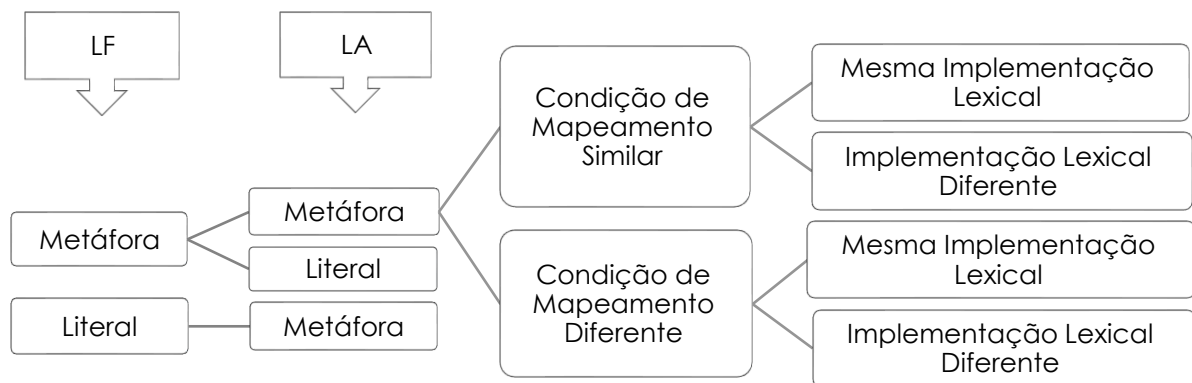 LF
LA
Condição de
Mapeamento
Similar
Mesma Implementação
Lexical
Implementação Lexical
Diferente
Metáfora
Metáfora
Literal
Literal
Metáfora
Condição de
Mapeamento
Diferente
Mesma Implementação
Lexical
Implementação Lexical
Diferente